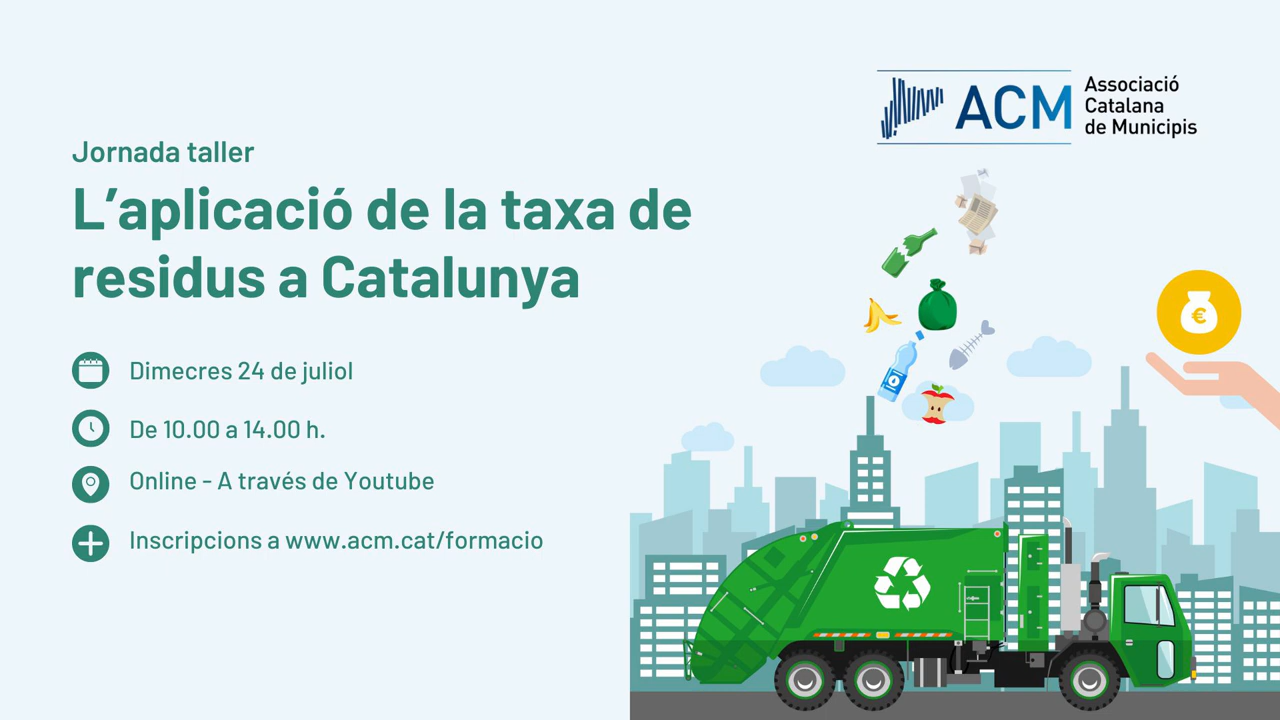 ACM
Associació
Catalana
de Municipis
Jornada taller
L’aplicació de la taxa de
residus a Catalunya
Dimecres 24 de juliol
De 10.00 a 14.00 h.
Online - A través de Youtube
Inscripcions a www.acm.cat/formacio
€